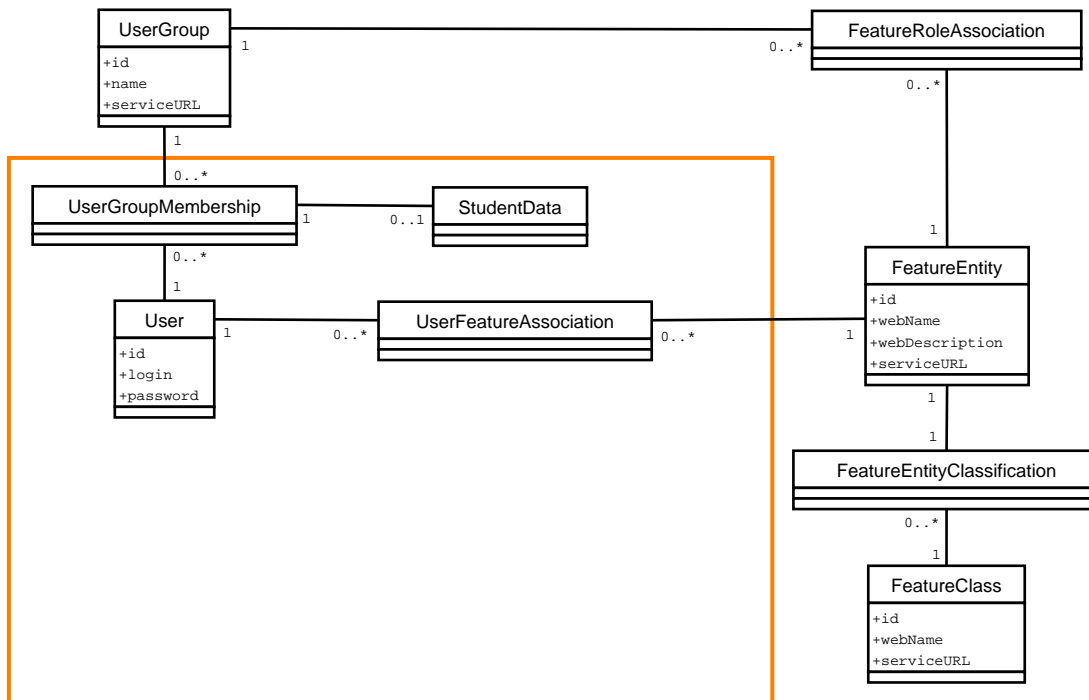 UserGroup
+id
+name
+serviceURL
1
0..*
FeatureRoleAssociation
0..*
1
0..*
UserGroupMembership
1
0..1
StudentData
0..*
1
User
+id
+login
+password
1
0..*
UserFeatureAssociation
0..*
1
1
FeatureEntity
+id
+webName
+webDescription
+serviceURL
1
1
FeatureEntityClassification
0..*
1
FeatureClass
+id
+webName
+serviceURL